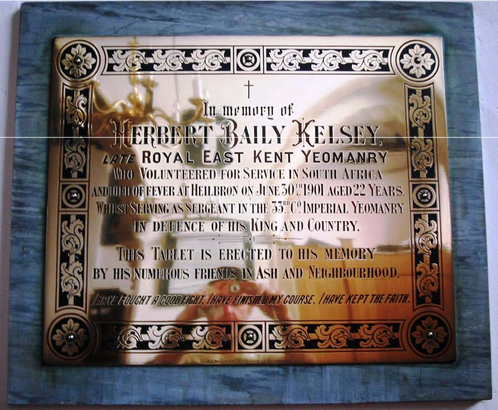 In memory of
HERBERT BAILY KELSEY,
LATE ROYAL EAST KENT YEOMANRY
WHO VOLUNTEERED FOR SERVICE IN SOUTH AFRICA
AND DIED OF FEVER AT HEILBRON ON JUNE 30TH 1901 AGED 22 YEARS.
WHILST SERVING AS SERGEANT IN THE 33RD CO. IMPERIAL YEOMANRY
IN DEFENCE OF HIS KING AND COUNTRY.
THIS TABLET IS ERECTED TO HIS MEMORY
BY HIS NUMEROUS FRIENDS IN ASH AND NEIGHBOURHOOD.
I HAVE FOUGHT A GOOD FIGHT, I HAVE FINISHED MY COURSE, I HAVE KEPT THE FAITH.